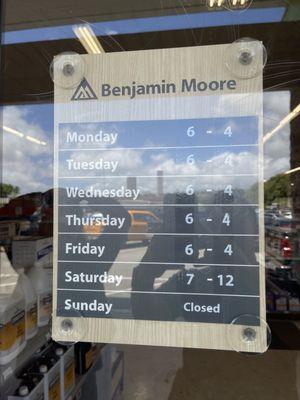 Benjamin Moore
Monday 6 - 4
Tuesday 6 - 4
Wednesday 6 - 4
Thursday 6 - 4
Friday 6 - 4
Saturday 7 - 12
Sunday Closed